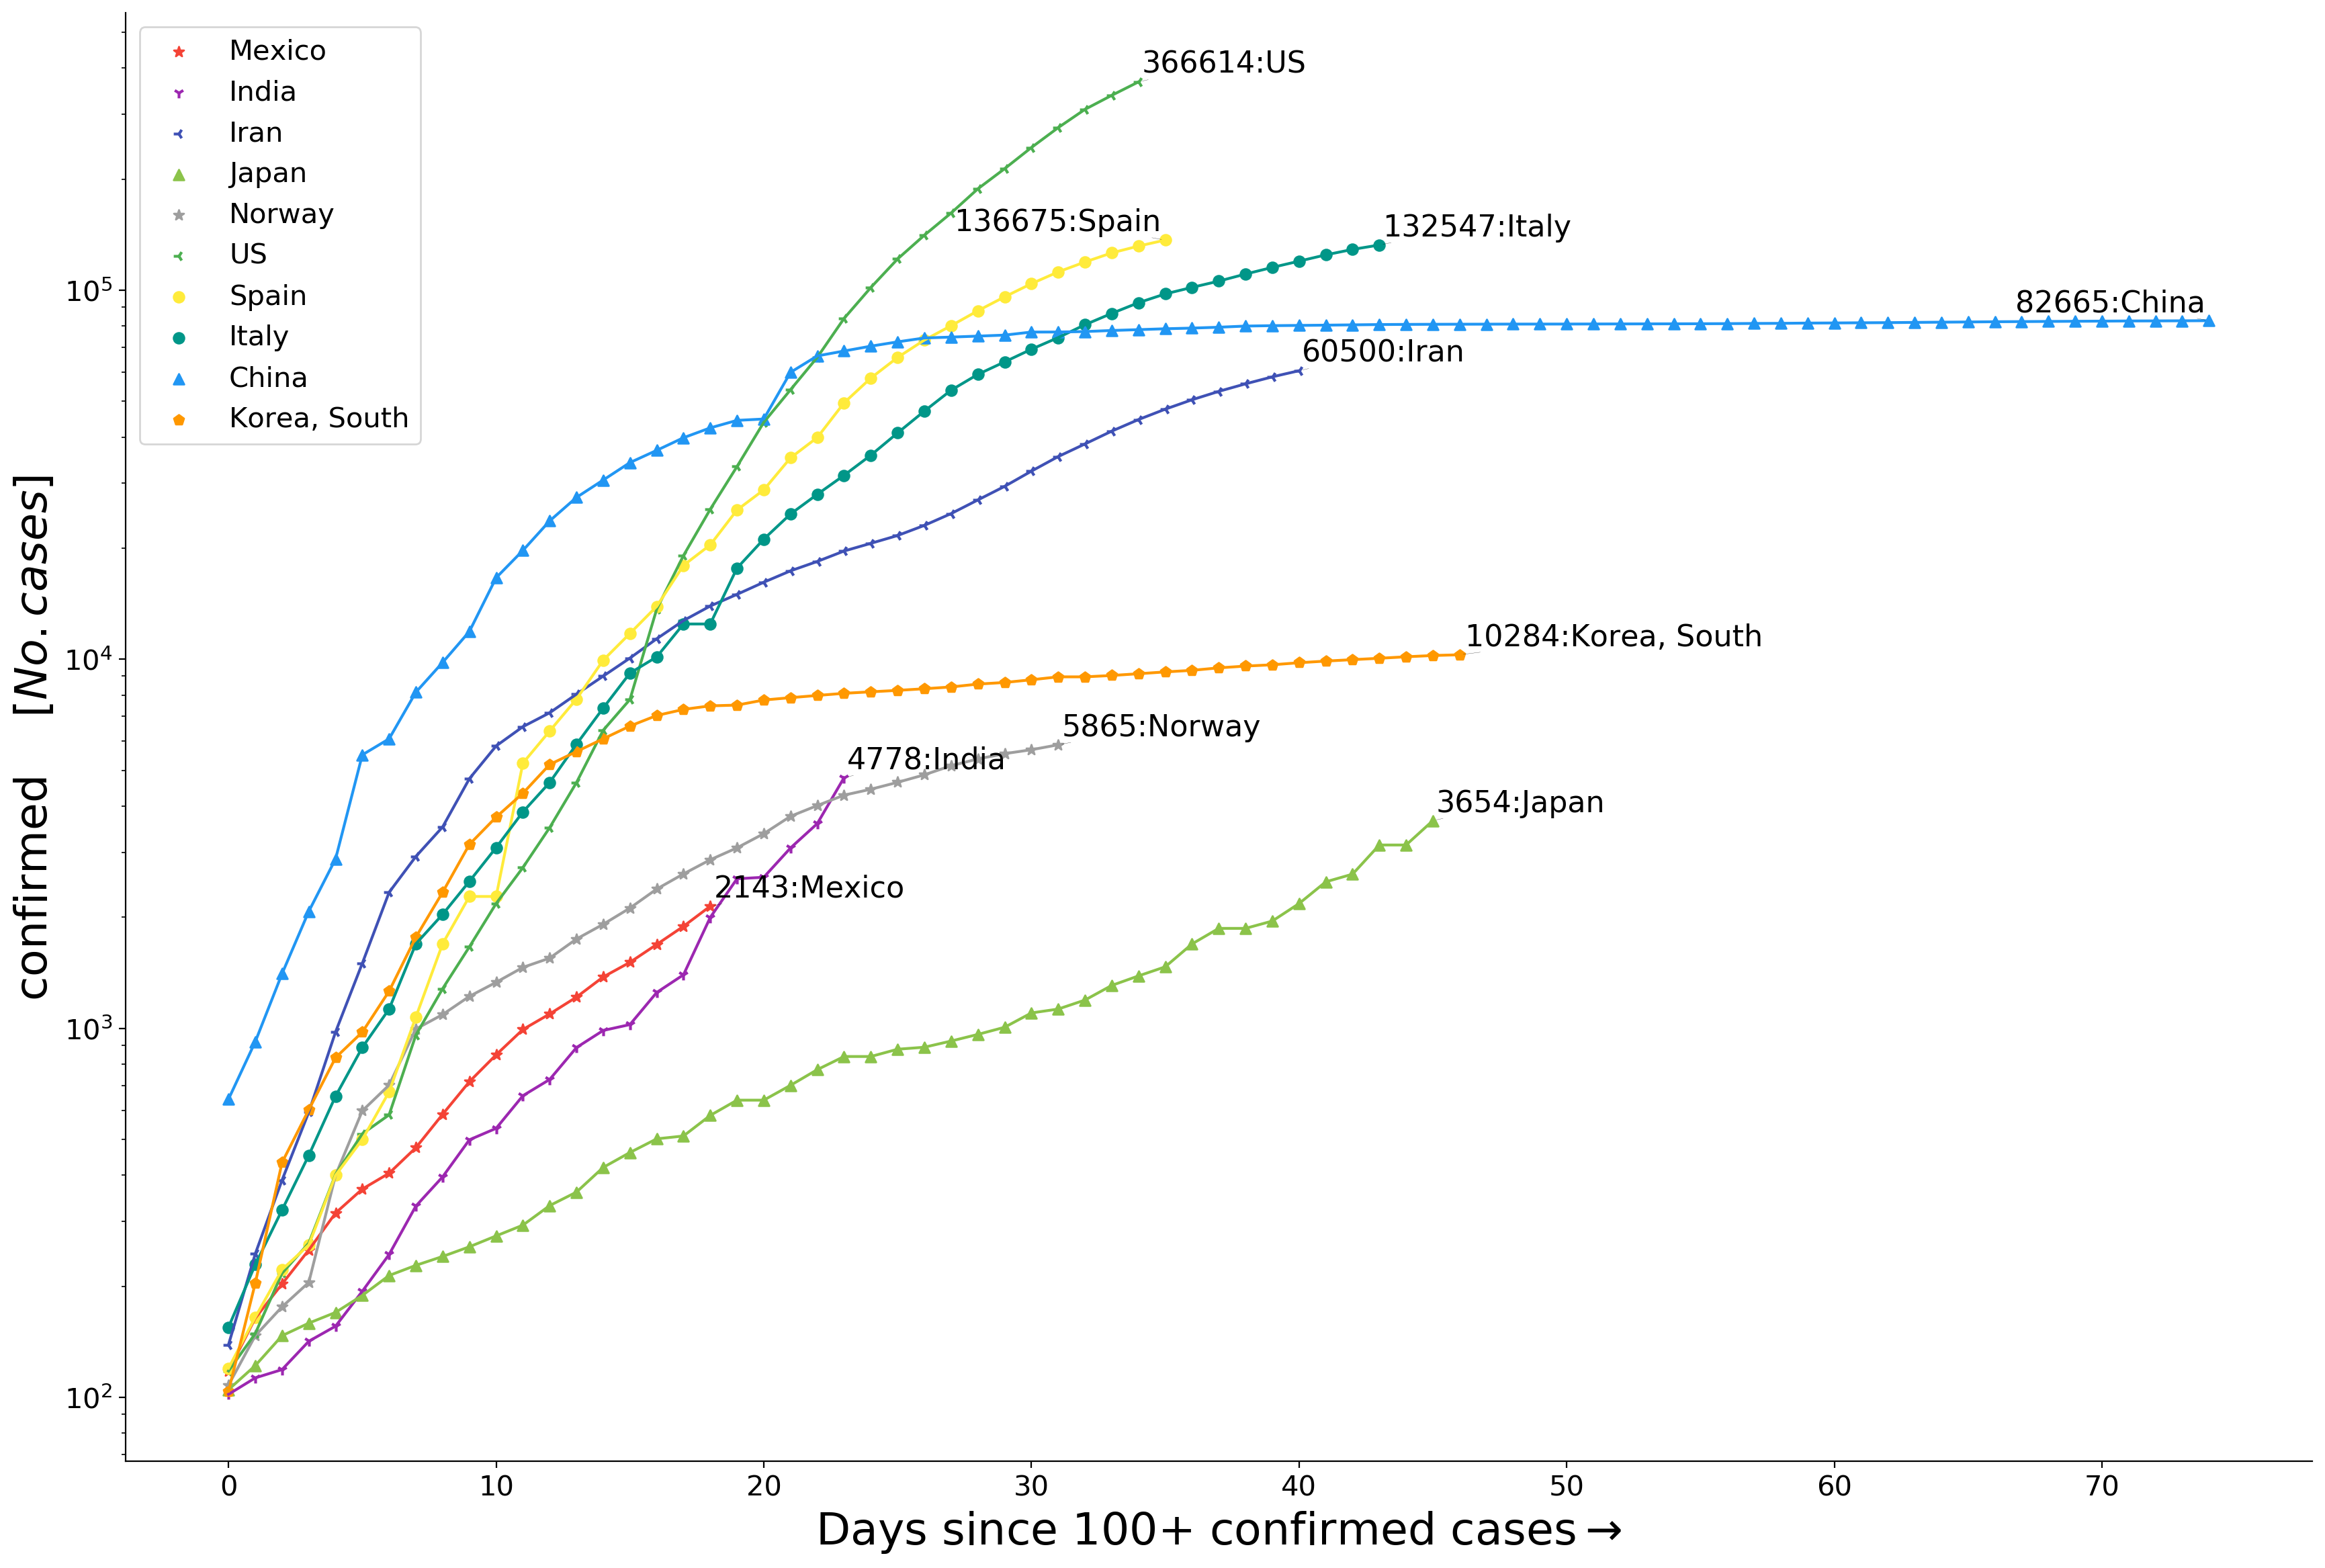 Mexico
India
Iran
Japan
Norway
US
Spain
Italy
China
Korea, South
366614:US
136675:Spain
132547:Italy
82665:China
60500:Iran
10284:Korea, South
5865:Norway
4778:India
3654:Japan
2143:Mexico
confirmed [No.cases]
10^5
10^4
10^3
10^2
0 10 20 30 40 50 60 70
Days since 100+ confirmed cases→